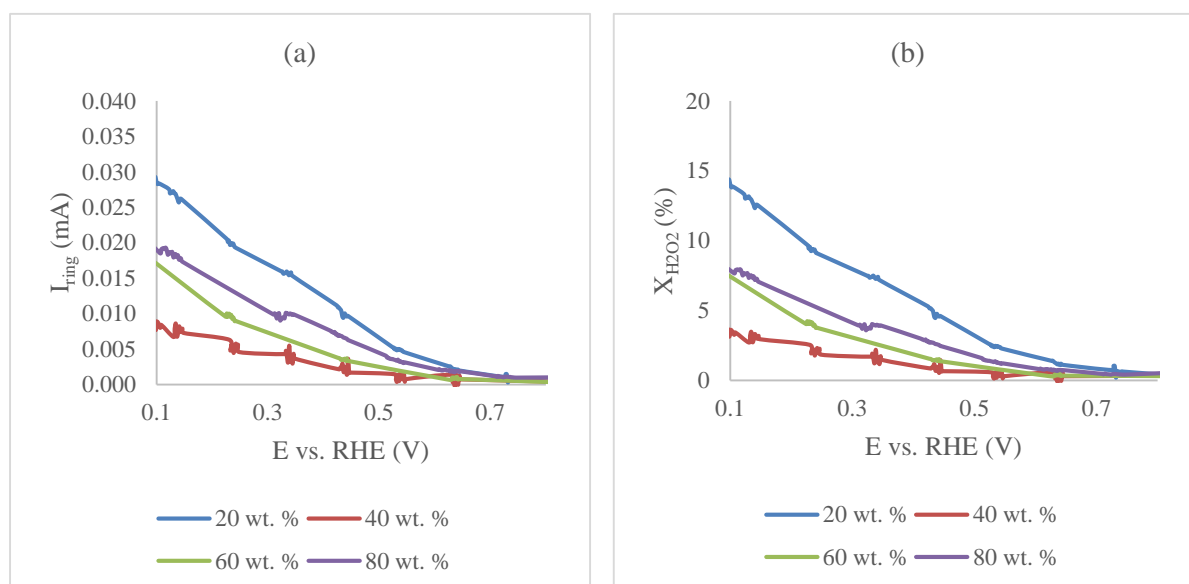 (a)
0.040
0.035
0.030
0.025
0.020
0.015
0.010
0.005
0.000
I_ring (mA)
0.1 0.3 0.5 0.7
E vs. RHE (V)
20 wt. % 40 wt. %
60 wt. % 80 wt. %
(b)
20
15
10
5
0
X_H2O2 (%)
0.1 0.3 0.5 0.7
E vs. RHE (V)
20 wt. % 40 wt. %
60 wt. % 80 wt. %